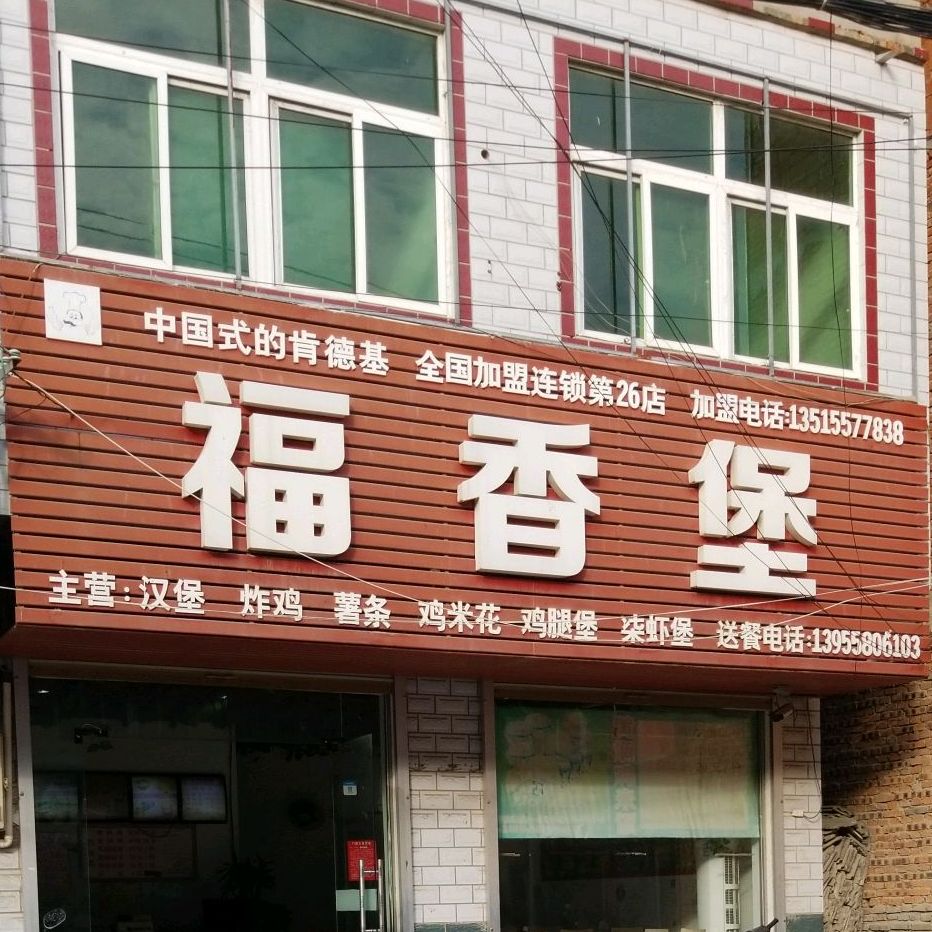 中国式的肯德基 全国加盟连锁第26店 加盟电话:13515577838
福香堡
主营:汉堡 炸鸡 薯条 鸡米花 鸡腿堡 柒虾堡 送餐电话:13955806103